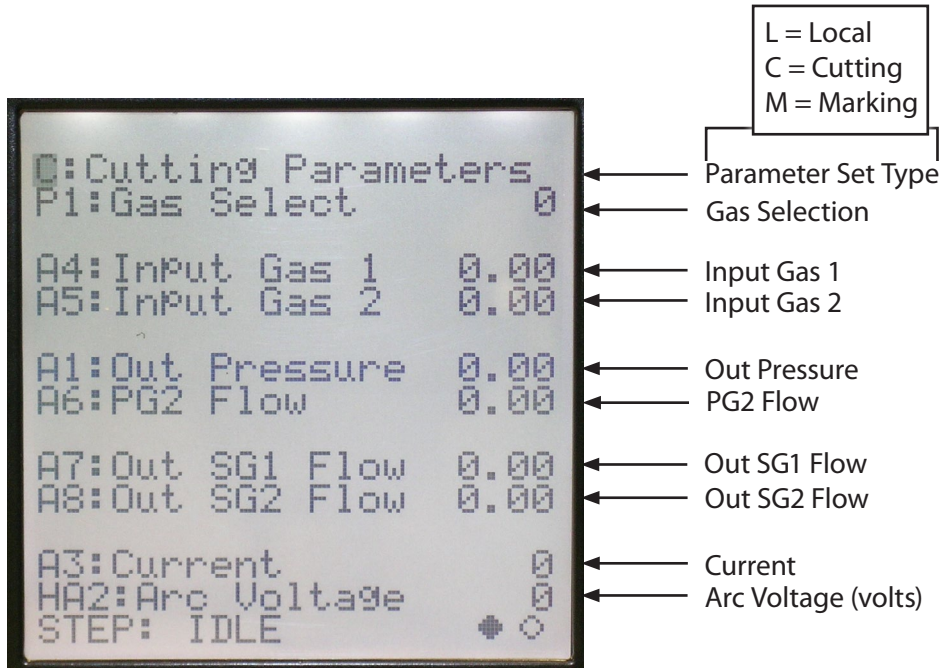 L = Local
C = Cutting
M = Marking
C:Cutting Parameters
Parameter Set Type
P1:Gas Select 0
Gas Selection
A4:Input Gas 1 0.00
Input Gas 1
A5:Input Gas 2 0.00
Input Gas 2
A1:Out Pressure 0.00
Out Pressure
A6:PG2 Flow 0.00
PG2 Flow
A7:Out SG1 Flow 0.00
Out SG1 Flow
A8:Out SG2 Flow 0.00
Out SG2 Flow
A3:Current 0
Current
HA2:Arc Voltage 0
Arc Voltage (volts)
STEP: IDLE